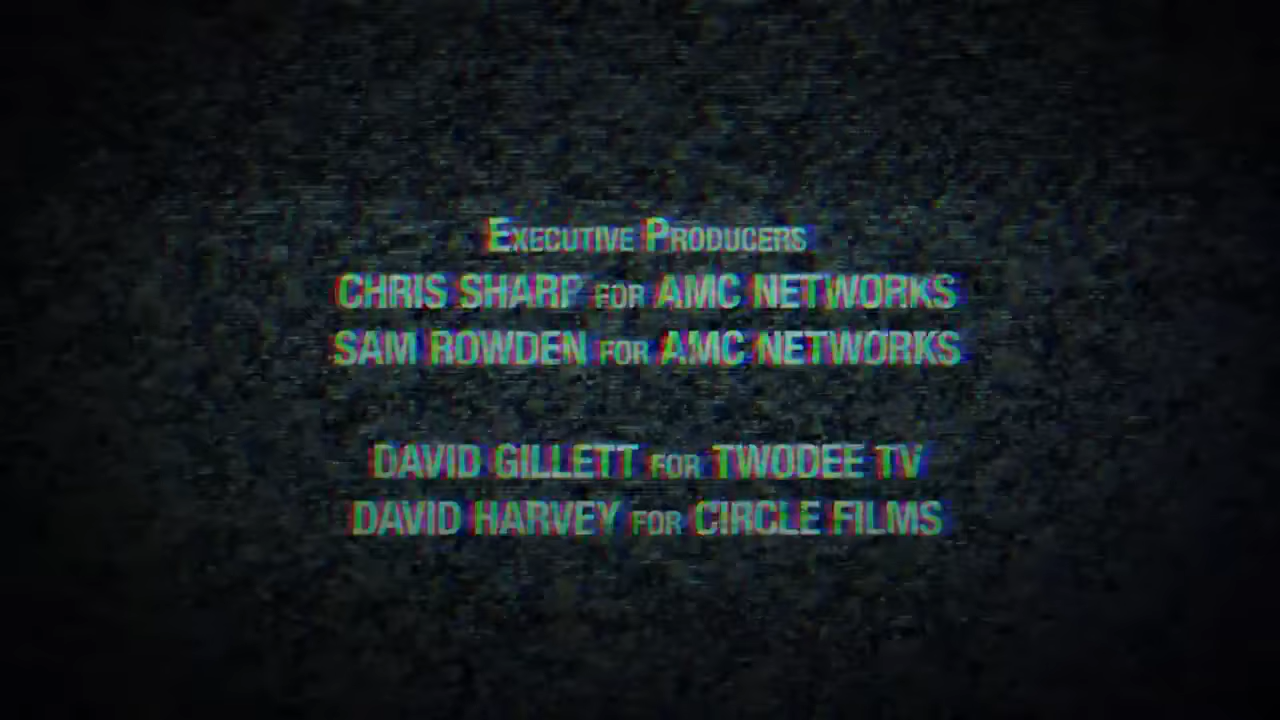 Executive Producers
CHRIS SHARP FOR AMC NETWORKS
SAM ROWDEN FOR AMC NETWORKS
DAVID GILLETT FOR TWODEE TV
DAVID HARVEY FOR CIRCLE FILMS